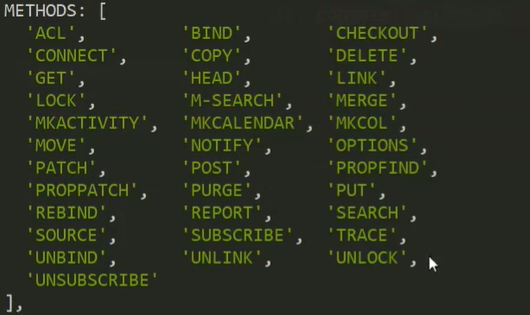 METHODS: [
'ACL', 'BIND', 'CHECKOUT',
'CONNECT', 'COPY', 'DELETE',
'GET', 'HEAD', 'LINK',
'LOCK', 'M-SEARCH', 'MERGE',
'MKACTIVITY', 'MKCALENDAR', 'MKCOL',
'MOVE', 'NOTIFY', 'OPTIONS',
'PATCH', 'POST', 'PROPFIND',
'PROPPATCH', 'PURGE', 'PUT',
'REBIND', 'REPORT', 'SEARCH',
'SOURCE', 'SUBSCRIBE', 'TRACE',
'UNBIND', 'UNLINK', 'UNLOCK',
'UNSUBSCRIBE'
],